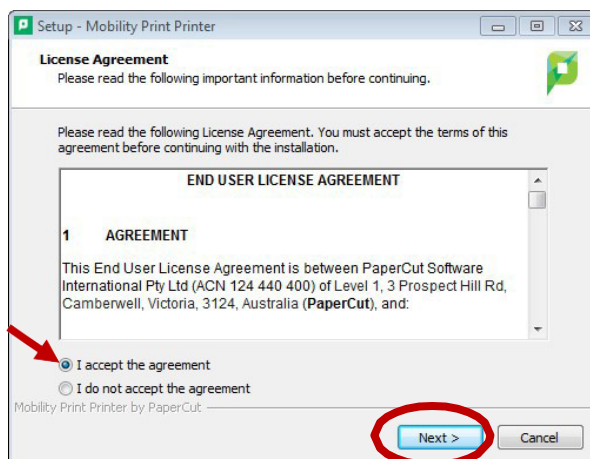 Setup - Mobility Print Printer
License Agreement
Please read the following important information before continuing.
Please read the following License Agreement. You must accept the terms of this
agreement before continuing with the installation.
END USER LICENSE AGREEMENT
1 AGREEMENT
This End User License Agreement is between PaperCut Software
International Pty Ltd (ACN 124 440 400) of Level 1, 3 Prospect Hill Rd,
Camberwell, Victoria, 3124, Australia (PaperCut), and:
I accept the agreement
I do not accept the agreement
Mobility Print Printer by PaperCut
Next >
Cancel